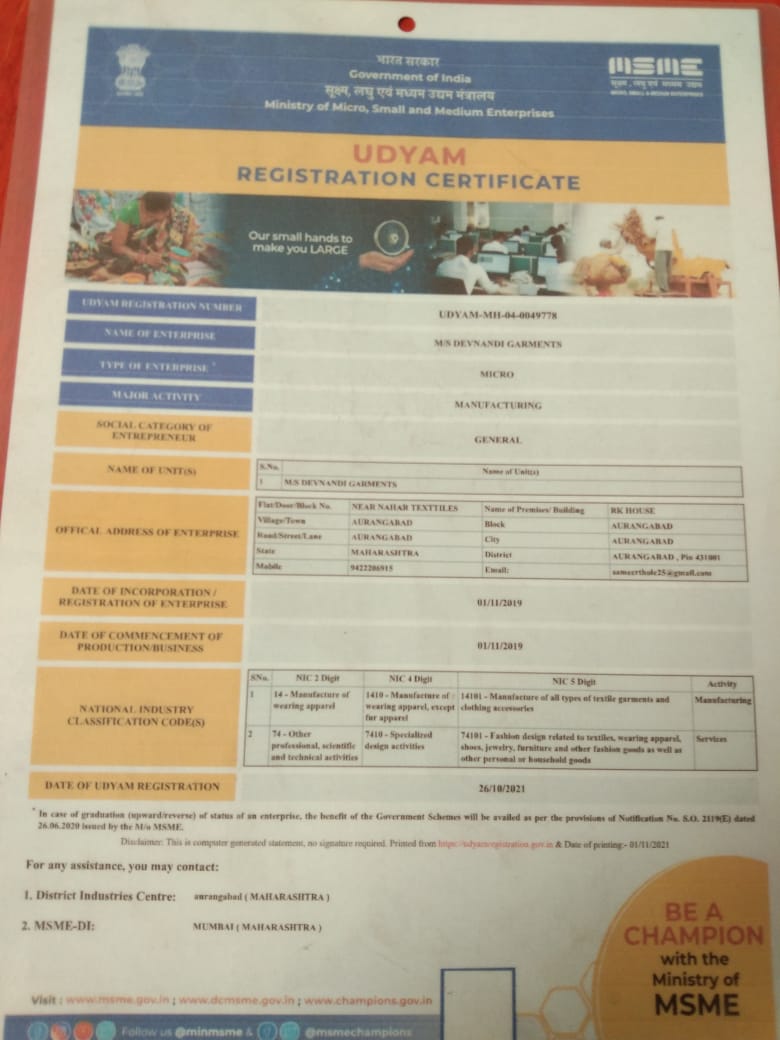 भारत सरकार
Government of India
सूक्ष्म, लघु एवं मध्यम उद्यम मंत्रालय
Ministry of Micro, Small and Medium Enterprises
MSME
सूक्ष्म, लघु एवं मध्यम उद्यम
MICRO, SMALL & MEDIUM ENTERPRISES
UDYAM
REGISTRATION CERTIFICATE
Our small hands to
make you LARGE
UDYAM REGISTRATION NUMBER UDYAM-MH-04-0049778
NAME OF ENTERPRISE M/S DEVNANDI GARMENTS
TYPE OF ENTERPRISE * MICRO
MAJOR ACTIVITY MANUFACTURING
SOCIAL CATEGORY OF
ENTREPRENEUR GENERAL
NAME OF UNIT(S)
S.No. Name of Unit(s)
1 M/S DEVNANDI GARMENTS
OFFICAL ADDRESS OF ENTERPRISE
Flat/Door/Block No. NEAR NAHAR TEXTTILES Name of Premises/ Building RK HOUSE
Village/Town AURANGABAD Block AURANGABAD
Road/Street/Lane AURANGABAD City AURANGABAD
State MAHARASHTRA District AURANGABAD , Pin 431001
Mobile 9422206915 Email: sameerthole25@gmail.com
DATE OF INCORPORATION /
REGISTRATION OF ENTERPRISE 01/11/2019
DATE OF COMMENCEMENT OF
PRODUCTION/BUSINESS 01/11/2019
NATIONAL INDUSTRY
CLASSIFICATION CODE(S)
SNo. NIC 2 Digit NIC 4 Digit NIC 5 Digit Activity
1 14 - Manufacture of wearing apparel 1410 - Manufacture of wearing apparel, except fur apparel 14101 - Manufacture of all types of textile garments and clothing accessories Manufacturing
2 74 - Other professional, scientific and technical activities 7410 - Specialized design activities 74101 - Fashion design related to textiles, wearing apparel, shoes, jewelry, furniture and other fashion goods as well as other personal or household goods Services
DATE OF UDYAM REGISTRATION 26/10/2021
* In case of graduation (upward/reverse) of status of an enterprise, the benefit of the Government Schemes will be availed as per the provisions of Notification No. S.O. 2119(E) dated
26.06.2020 issued by the M/o MSME.
Disclaimer: This is computer generated statement, no signature required. Printed from https://udyamregistration.gov.in & Date of printing:- 01/11/2021
For any assistance, you may contact:
1. District Industries Centre: aurangabad ( MAHARASHTRA )
2. MSME-DI: MUMBAI ( MAHARASHTRA )
BE A
CHAMPION
with the
Ministry of
MSME
Visit : www.msme.gov.in ; www.dcmsme.gov.in ; www.champions.gov.in
Follow us @minmsme & @msmechampions